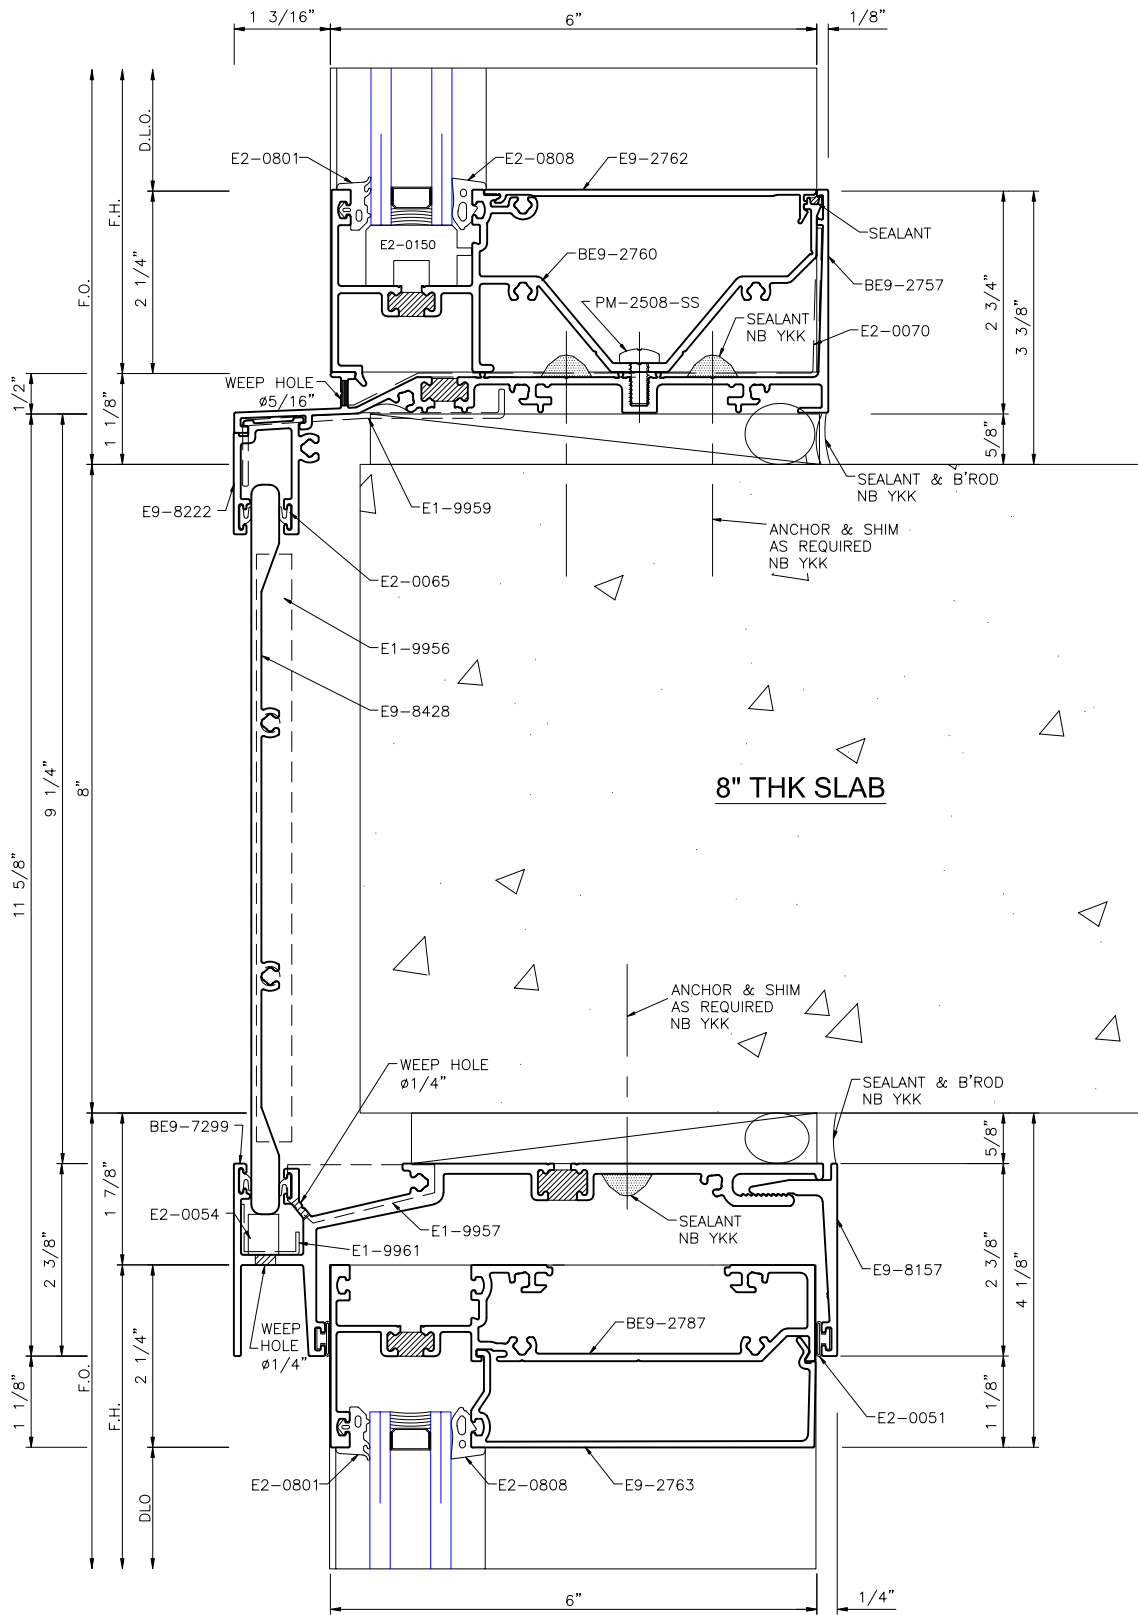 1 3/16"
6"
1/8"
D.L.O.
F.H.
F.O.
E2-0801
E2-0808
E9-2762
SEALANT
E2-0150
BE9-2760
BE9-2757
2 1/4"
PM-2508-SS
SEALANT
NB YKK
E2-0070
2 3/4"
3 3/8"
WEEP HOLE
ø5/16"
1/2"
1 1/8"
5/8"
SEALANT & B'ROD
NB YKK
E9-8222
E1-9959
ANCHOR & SHIM
AS REQUIRED
NB YKK
E2-0065
E1-9956
E9-8428
8" THK SLAB
8"
9 1/4"
11 5/8"
ANCHOR & SHIM
AS REQUIRED
NB YKK
WEEP HOLE
ø1/4"
SEALANT & B'ROD
NB YKK
BE9-7299
1 7/8"
5/8"
E2-0054
E1-9957
E1-9961
SEALANT
NB YKK
E9-8157
2 3/8"
2 3/8"
4 1/8"
WEEP
HOLE
ø1/4"
BE9-2787
2 1/4"
F.O.
F.H.
1 1/8"
1 1/8"
E2-0051
E2-0801
E2-0808
E9-2763
DLO
6"
1/4"